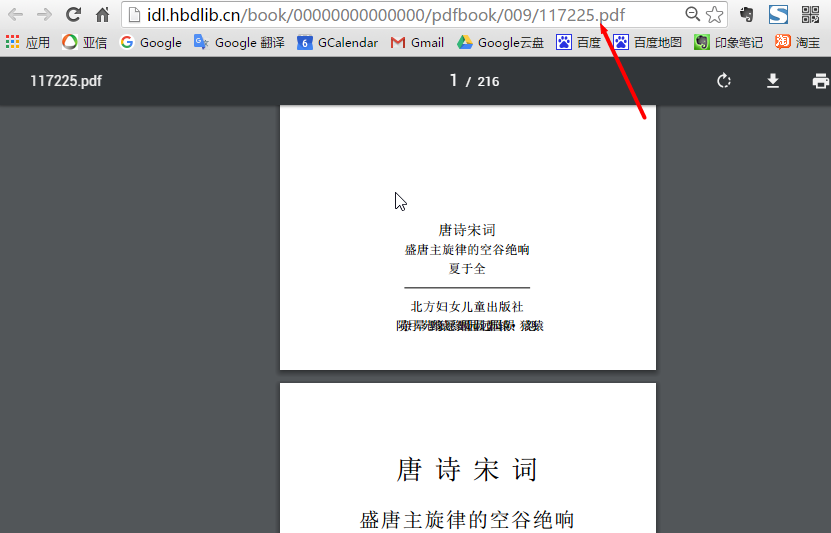 idl.hbdlib.cn/book/00000000000000/pdfbook/009/117225.pdf
应用 亚信 Google Google 翻译 GCalendar Gmail Google云盘 百度 百度地图 印象笔记 淘宝
117.225.pdf 1 / 216
唐诗宋词
盛唐主旋律的空谷绝响
夏于全
北方妇女儿童出版社
唐诗宋词
盛唐主旋律的空谷绝响